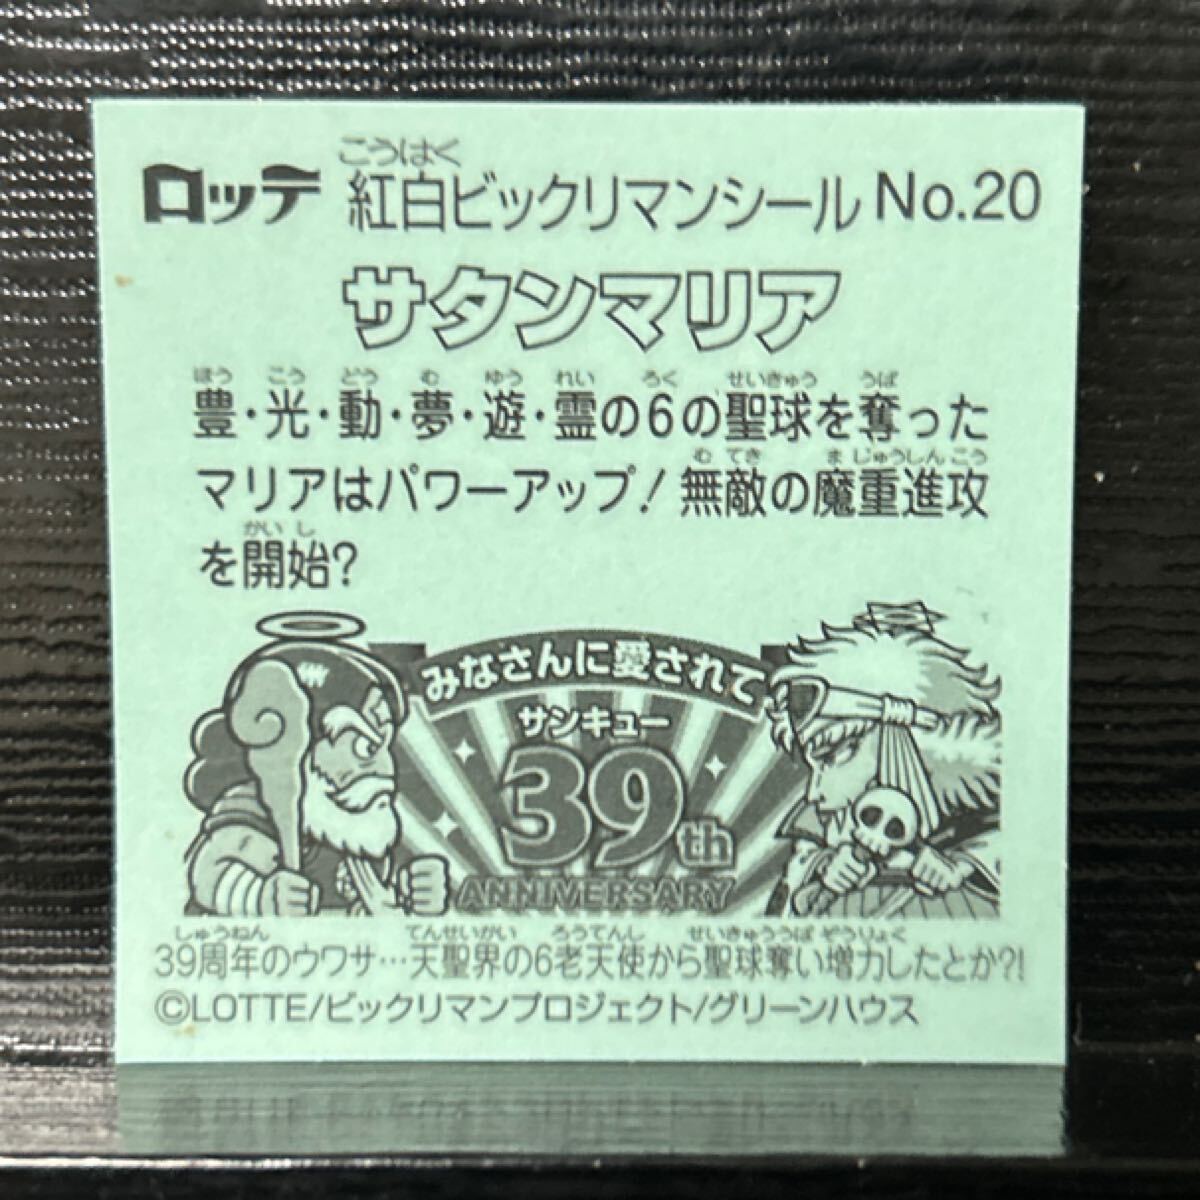 ロッテ 紅白ビックリマンシール No.20
こうはく
サタンマリア
ほう こう どう む ゆう れい ろく せいきゅう うば
豊・光・動・夢・遊・霊の6の聖球を奪った
む てき ま じゅうしんこう
マリアはパワーアップ!無敵の魔重進攻
かい し
を開始?
みなさんに愛されて
サンキュー
39th
ANNIVERSARY
しゅうねん てんせいかい ろうてんし せいきゅううば ぞうりょく
39周年のウワサ…天聖界の6老天使から聖球奪い増力したとか?!
©LOTTE/ビックリマンプロジェクト/グリーンハウス